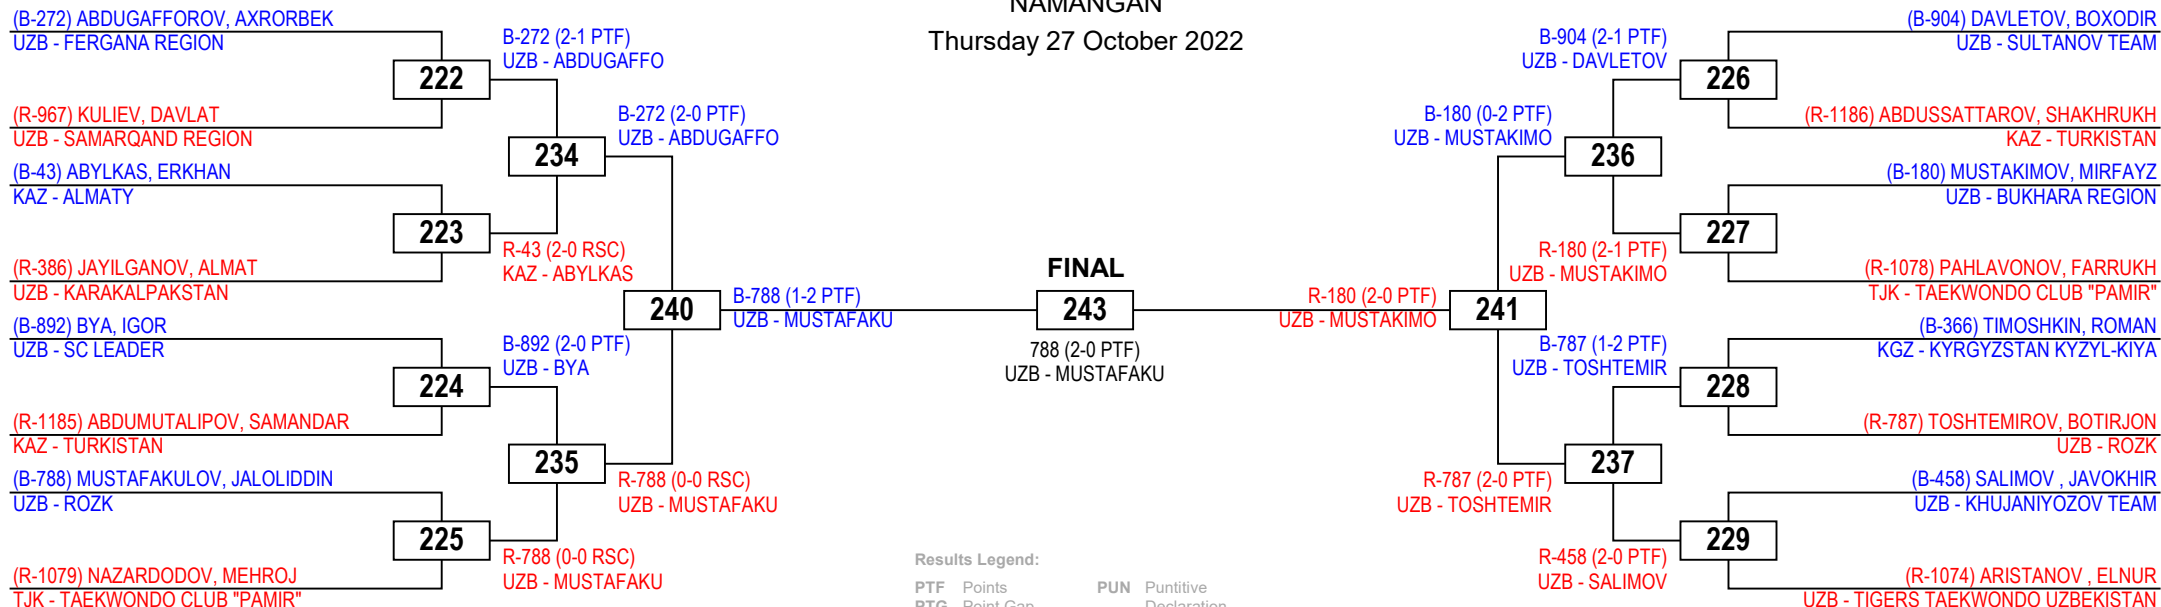 NAMANGAN
Thursday 27 October 2022
(B-272) ABDUGAFFOROV, AXRORBEK
UZB - FERGANA REGION
222
(R-967) KULIEV, DAVLAT
UZB - SAMARQAND REGION
(B-43) ABYLKAS, ERKHAN
KAZ - ALMATY
223
(R-386) JAYILGANOV, ALMAT
UZB - KARAKALPAKSTAN
(B-892) BYA, IGOR
UZB - SC LEADER
224
(R-1185) ABDUMUTALIPOV, SAMANDAR
KAZ - TURKISTAN
(B-788) MUSTAFAKULOV, JALOLIDDIN
UZB - ROZK
225
(R-1079) NAZARDODOV, MEHROJ
TJK - TAEKWONDO CLUB "PAMIR"
B-272 (2-1 PTF)
UZB - ABDUGAFFO
234
R-43 (2-0 RSC)
KAZ - ABYLKAS
B-892 (2-0 PTF)
UZB - BYA
235
R-788 (0-0 RSC)
UZB - MUSTAFAKU
B-272 (2-0 PTF)
UZB - ABDUGAFFO
240
R-788 (0-0 RSC)
UZB - MUSTAFAKU
B-788 (1-2 PTF)
UZB - MUSTAFAKU
FINAL
243
788 (2-0 PTF)
UZB - MUSTAFAKU
R-180 (2-0 PTF)
UZB - MUSTAKIMO
B-180 (0-2 PTF)
UZB - MUSTAKIMO
241
R-787 (2-0 PTF)
UZB - TOSHTEMIR
B-904 (2-1 PTF)
UZB - DAVLETOV
236
R-180 (2-1 PTF)
UZB - MUSTAKIMO
B-787 (1-2 PTF)
UZB - TOSHTEMIR
237
R-458 (2-0 PTF)
UZB - SALIMOV
(B-904) DAVLETOV, BOXODIR
UZB - SULTANOV TEAM
226
(R-1186) ABDUSSATTAROV, SHAKHRUKH
KAZ - TURKISTAN
(B-180) MUSTAKIMOV, MIRFAYZ
UZB - BUKHARA REGION
227
(R-1078) PAHLAVONOV, FARRUKH
TJK - TAEKWONDO CLUB "PAMIR"
(B-366) TIMOSHKIN, ROMAN
KGZ - KYRGYZSTAN KYZYL-KIYA
228
(R-787) TOSHTEMIROV, BOTIRJON
UZB - ROZK
(B-458) SALIMOV , JAVOKHIR
UZB - KHUJANIYOZOV TEAM
229
(R-1074) ARISTANOV , ELNUR
UZB - TIGERS TAEKWONDO UZBEKISTAN
Results Legend:
PTF Points PUN Puntitive
PTG Point Gap Declaration